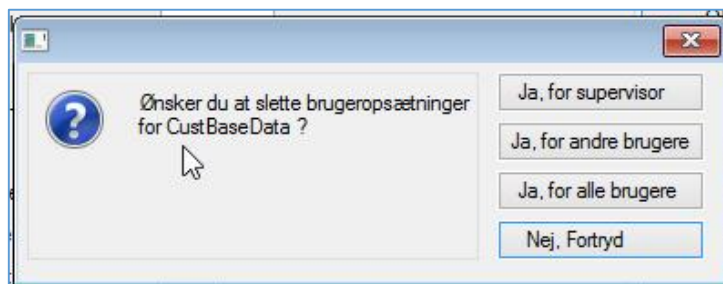 Ønsker du at slette brugeropsætninger
for CustBaseData ?
Ja, for supervisor
Ja, for andre brugere
Ja, for alle brugere
Nej, Fortryd